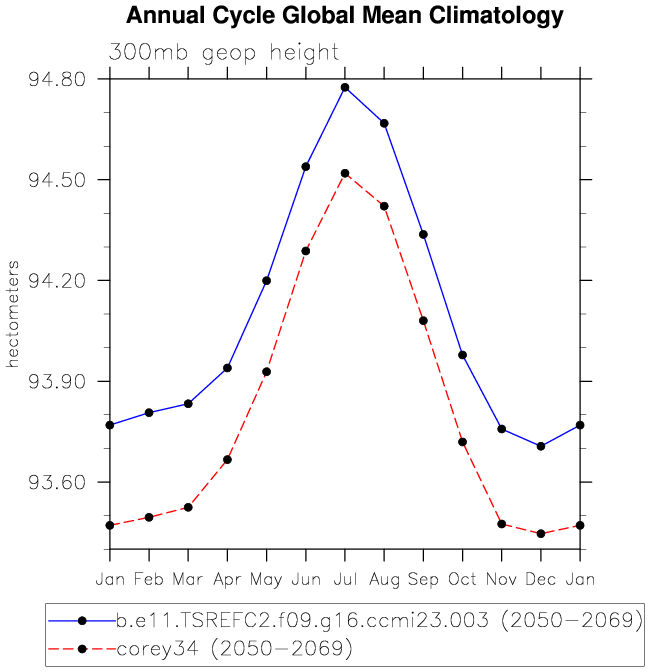 Annual Cycle Global Mean Climatology
300mb geop height
94.80
94.50
94.20
93.90
93.60
hectometers
Jan Feb Mar Apr May Jun Jul Aug Sep Oct Nov Dec Jan
b.e11.TSREFC2.f09.g16.ccmi23.003 (2050-2069)
corey34 (2050-2069)